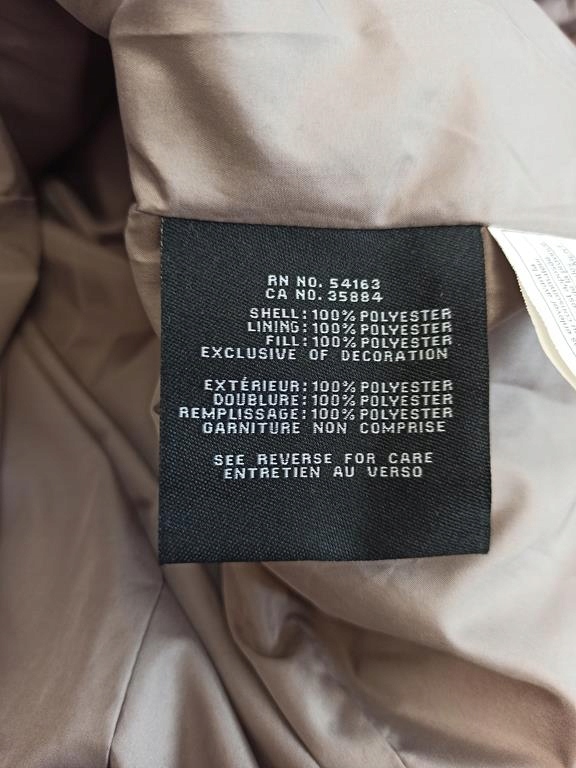 RN NO. 54163
CA NO. 35884
SHELL: 100% POLYESTER
LINING: 100% POLYESTER
FILL: 100% POLYESTER
EXCLUSIVE OF DECORATION
EXTÉRIEUR: 100% POLYESTER
DOUBLURE: 100% POLYESTER
REMPLISSAGE: 100% POLYESTER
GARNITURE NON COMPRISE
SEE REVERSE FOR CARE
ENTRETIEN AU VERSO